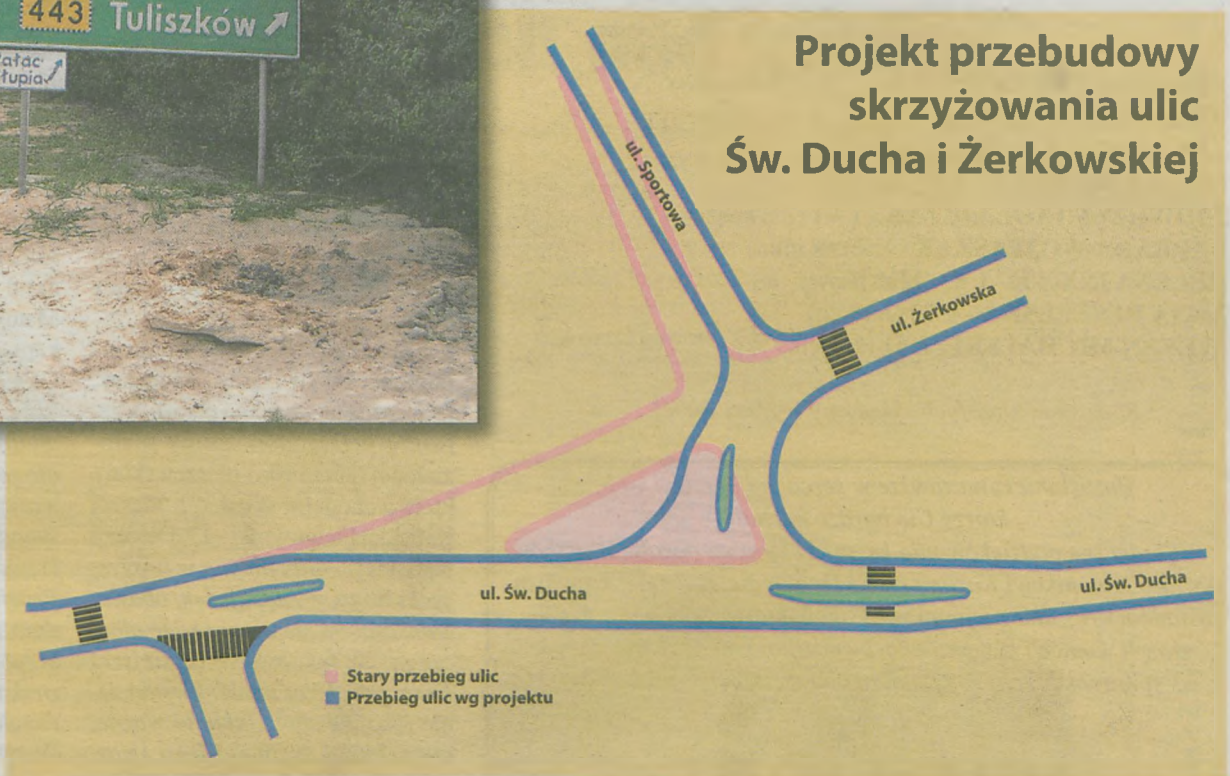 443 Tuliszków
Projekt przebudowy
skrzyżowania ulic
Św. Ducha i Żerkowskiej
ul. Sportowa
ul. Żerkowska
ul. Św. Ducha
ul. Św. Ducha
Stary przebieg ulic
Przebieg ulic wg projektu